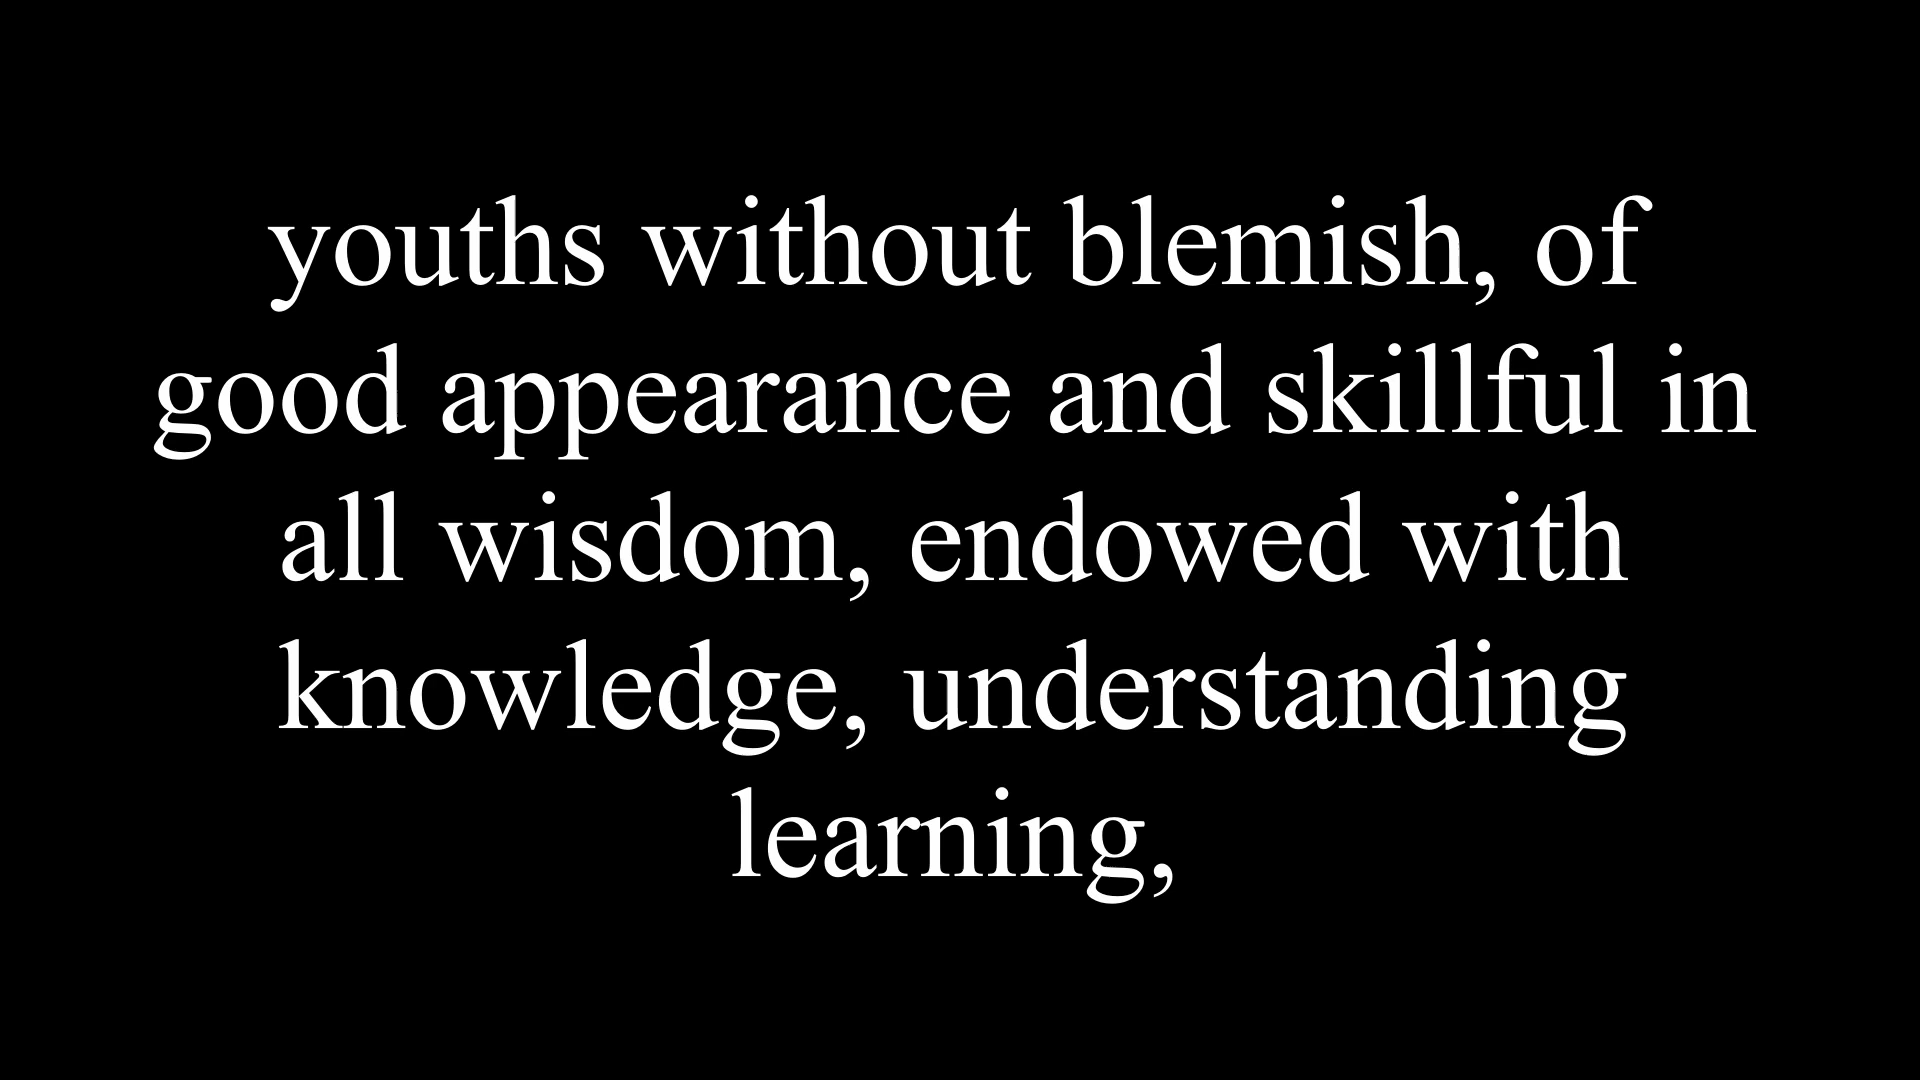 youths without blemish, of
good appearance and skillful in
all wisdom, endowed with
knowledge, understanding
learning,